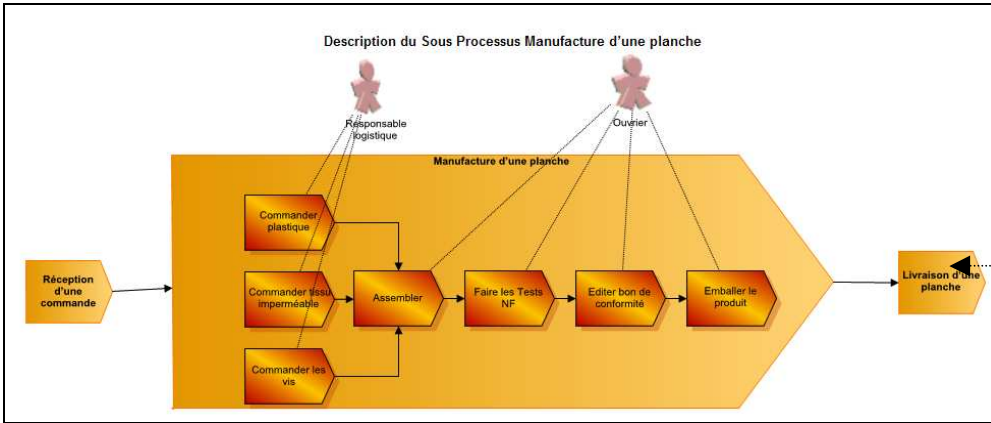 Description du Sous Processus Manufacture d'une planche
Responsable
logistique
Ouvrier
Manufacture d'une planche
Commander
plastique
Réception
d'une
commande
Commander tissu
imperméable
Assembler
Faire les Tests
NF
Editer bon de
conformité
Emballer le
produit
Livraison d'une
planche
Commander les
vis